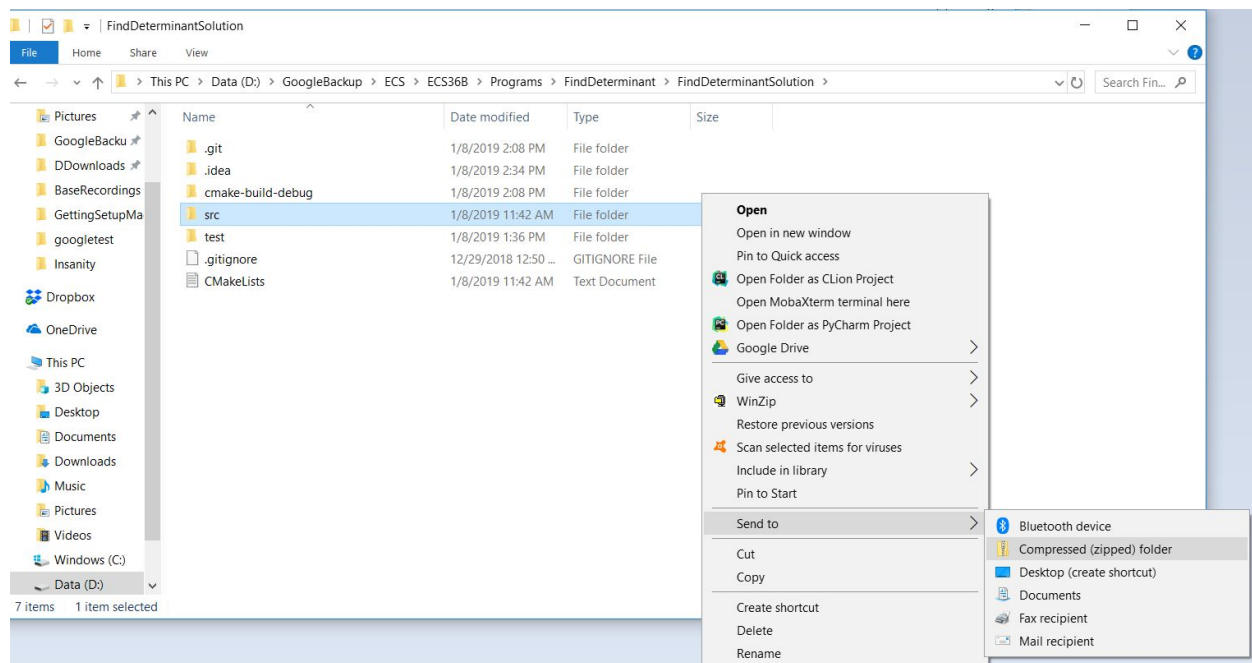 FindDeterminantSolution
File Home Share View
This PC > Data (D:) > GoogleBackup > ECS > ECS36B > Programs > FindDeterminant > FindDeterminantSolution >
Search Fin...
Pictures
GoogleBacku
DDownloads
BaseRecordings
GettingSetupMa
googletest
Insanity
Dropbox
OneDrive
This PC
3D Objects
Desktop
Documents
Downloads
Music
Pictures
Videos
Windows (C:)
Data (D:)
Name Date modified Type Size
.git 1/8/2019 2:08 PM File folder
.idea 1/8/2019 2:34 PM File folder
cmake-build-debug 1/8/2019 2:08 PM File folder
src 1/8/2019 11:42 AM File folder
test 1/8/2019 1:36 PM File folder
.gitignore 12/29/2018 12:50 ... GITIGNORE File
CMakeLists 1/8/2019 11:42 AM Text Document
Open
Open in new window
Pin to Quick access
Open Folder as CLion Project
Open MobaXterm terminal here
Open Folder as PyCharm Project
Google Drive
Give access to
WinZip
Restore previous versions
Scan selected items for viruses
Include in library
Pin to Start
Send to
Cut
Copy
Create shortcut
Delete
Rename
Bluetooth device
Compressed (zipped) folder
Desktop (create shortcut)
Documents
Fax recipient
Mail recipient
7 items 1 item selected